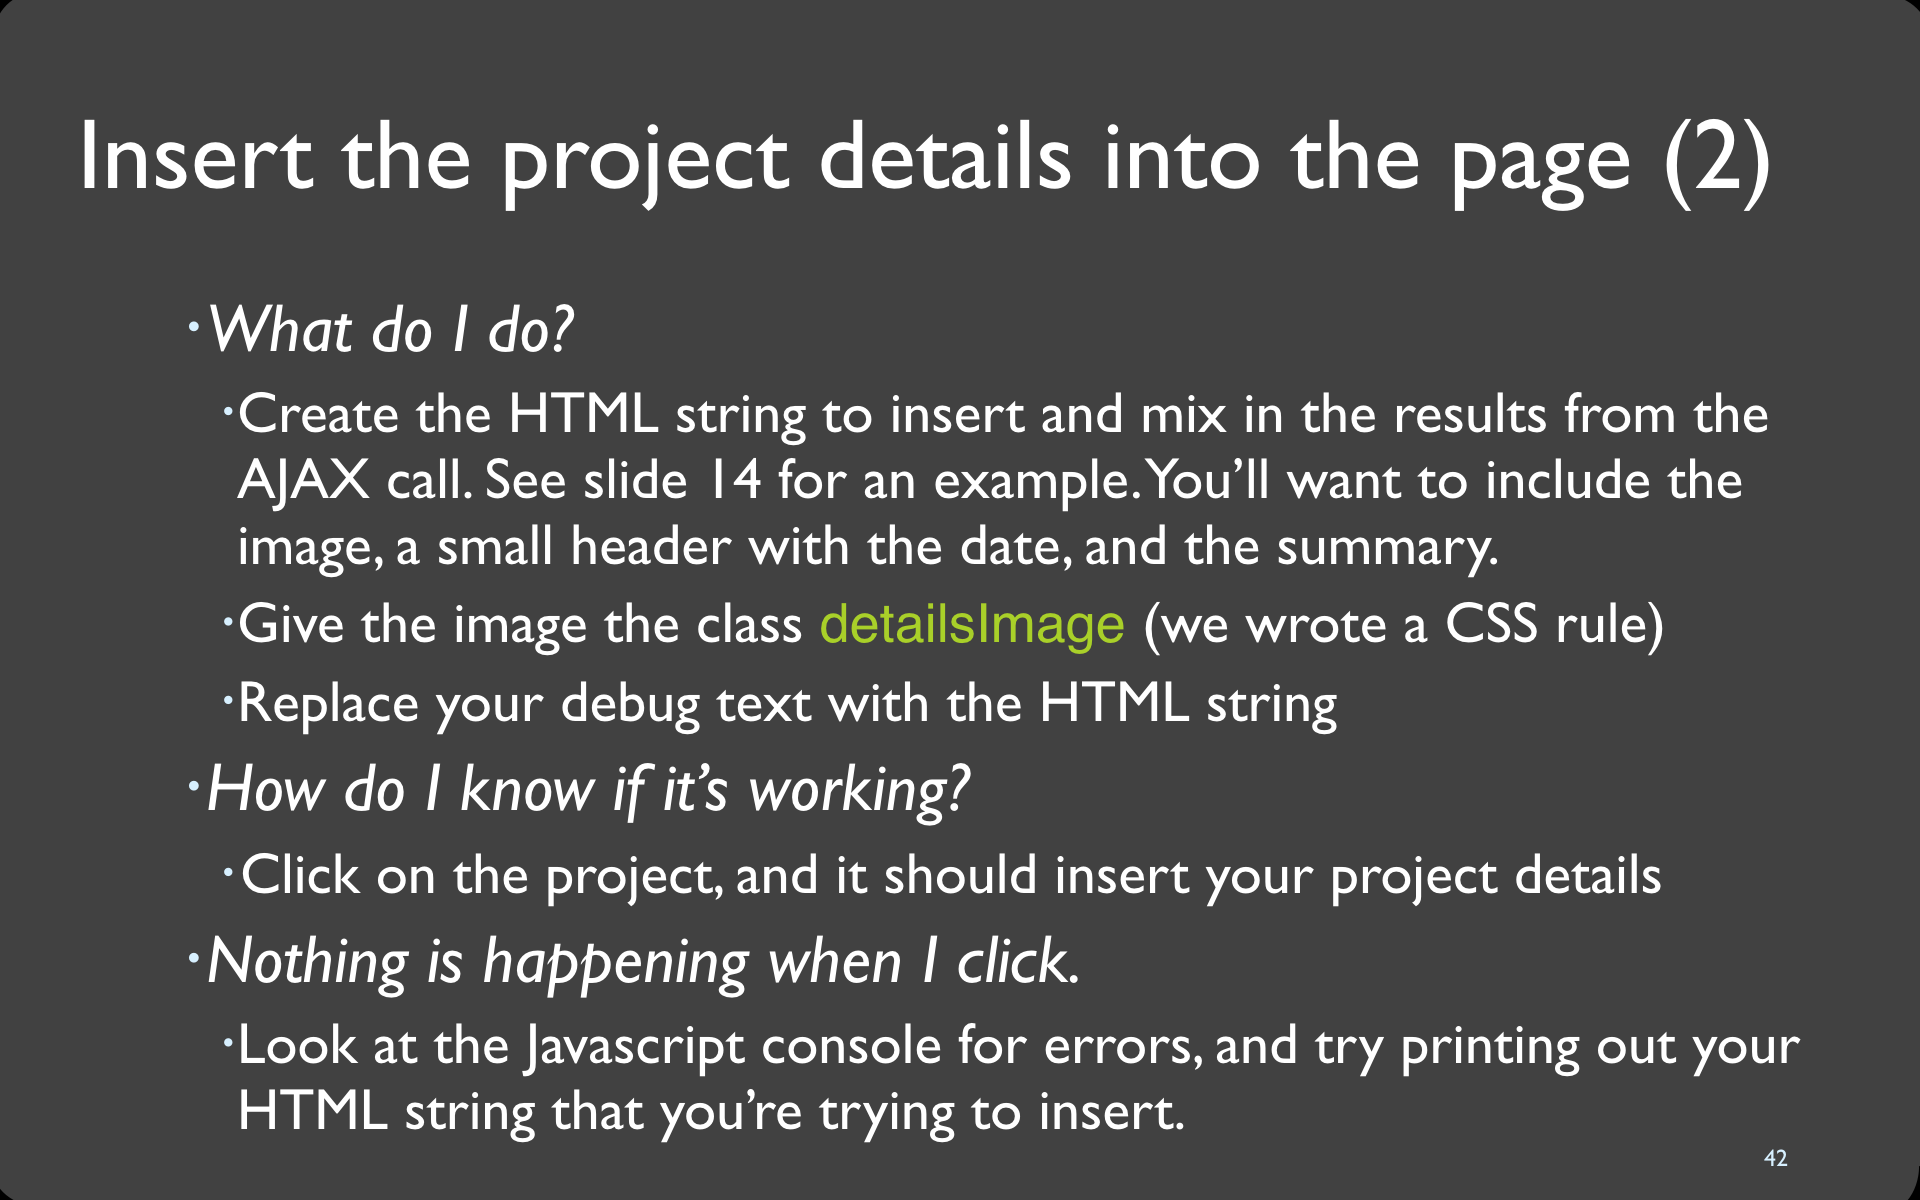 Insert the project details into the page (2)
•What do I do?
•Create the HTML string to insert and mix in the results from the
AJAX call. See slide 14 for an example. You’ll want to include the
image, a small header with the date, and the summary.
•Give the image the class detailsImage (we wrote a CSS rule)
•Replace your debug text with the HTML string
•How do I know if it’s working?
•Click on the project, and it should insert your project details
•Nothing is happening when I click.
•Look at the Javascript console for errors, and try printing out your
HTML string that you’re trying to insert.
42